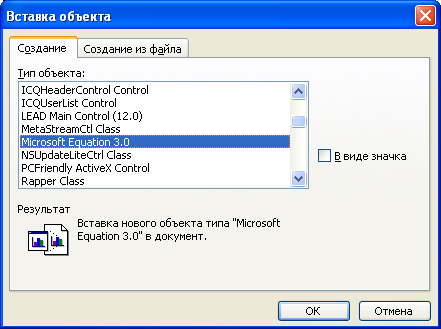 Вставка объекта
Создание
Создание из файла
Тип объекта:
ICQHeaderControl Control
ICQUserList Control
LEAD Main Control (12.0)
MetaStreamCtl Class
Microsoft Equation 3.0
NSUpdateLiteCtrl Class
PCFriendly ActiveX Control
Rapper Class
В виде значка
Результат
Вставка нового объекта типа "Microsoft
Equation 3.0" в документ.
ОК
Отмена